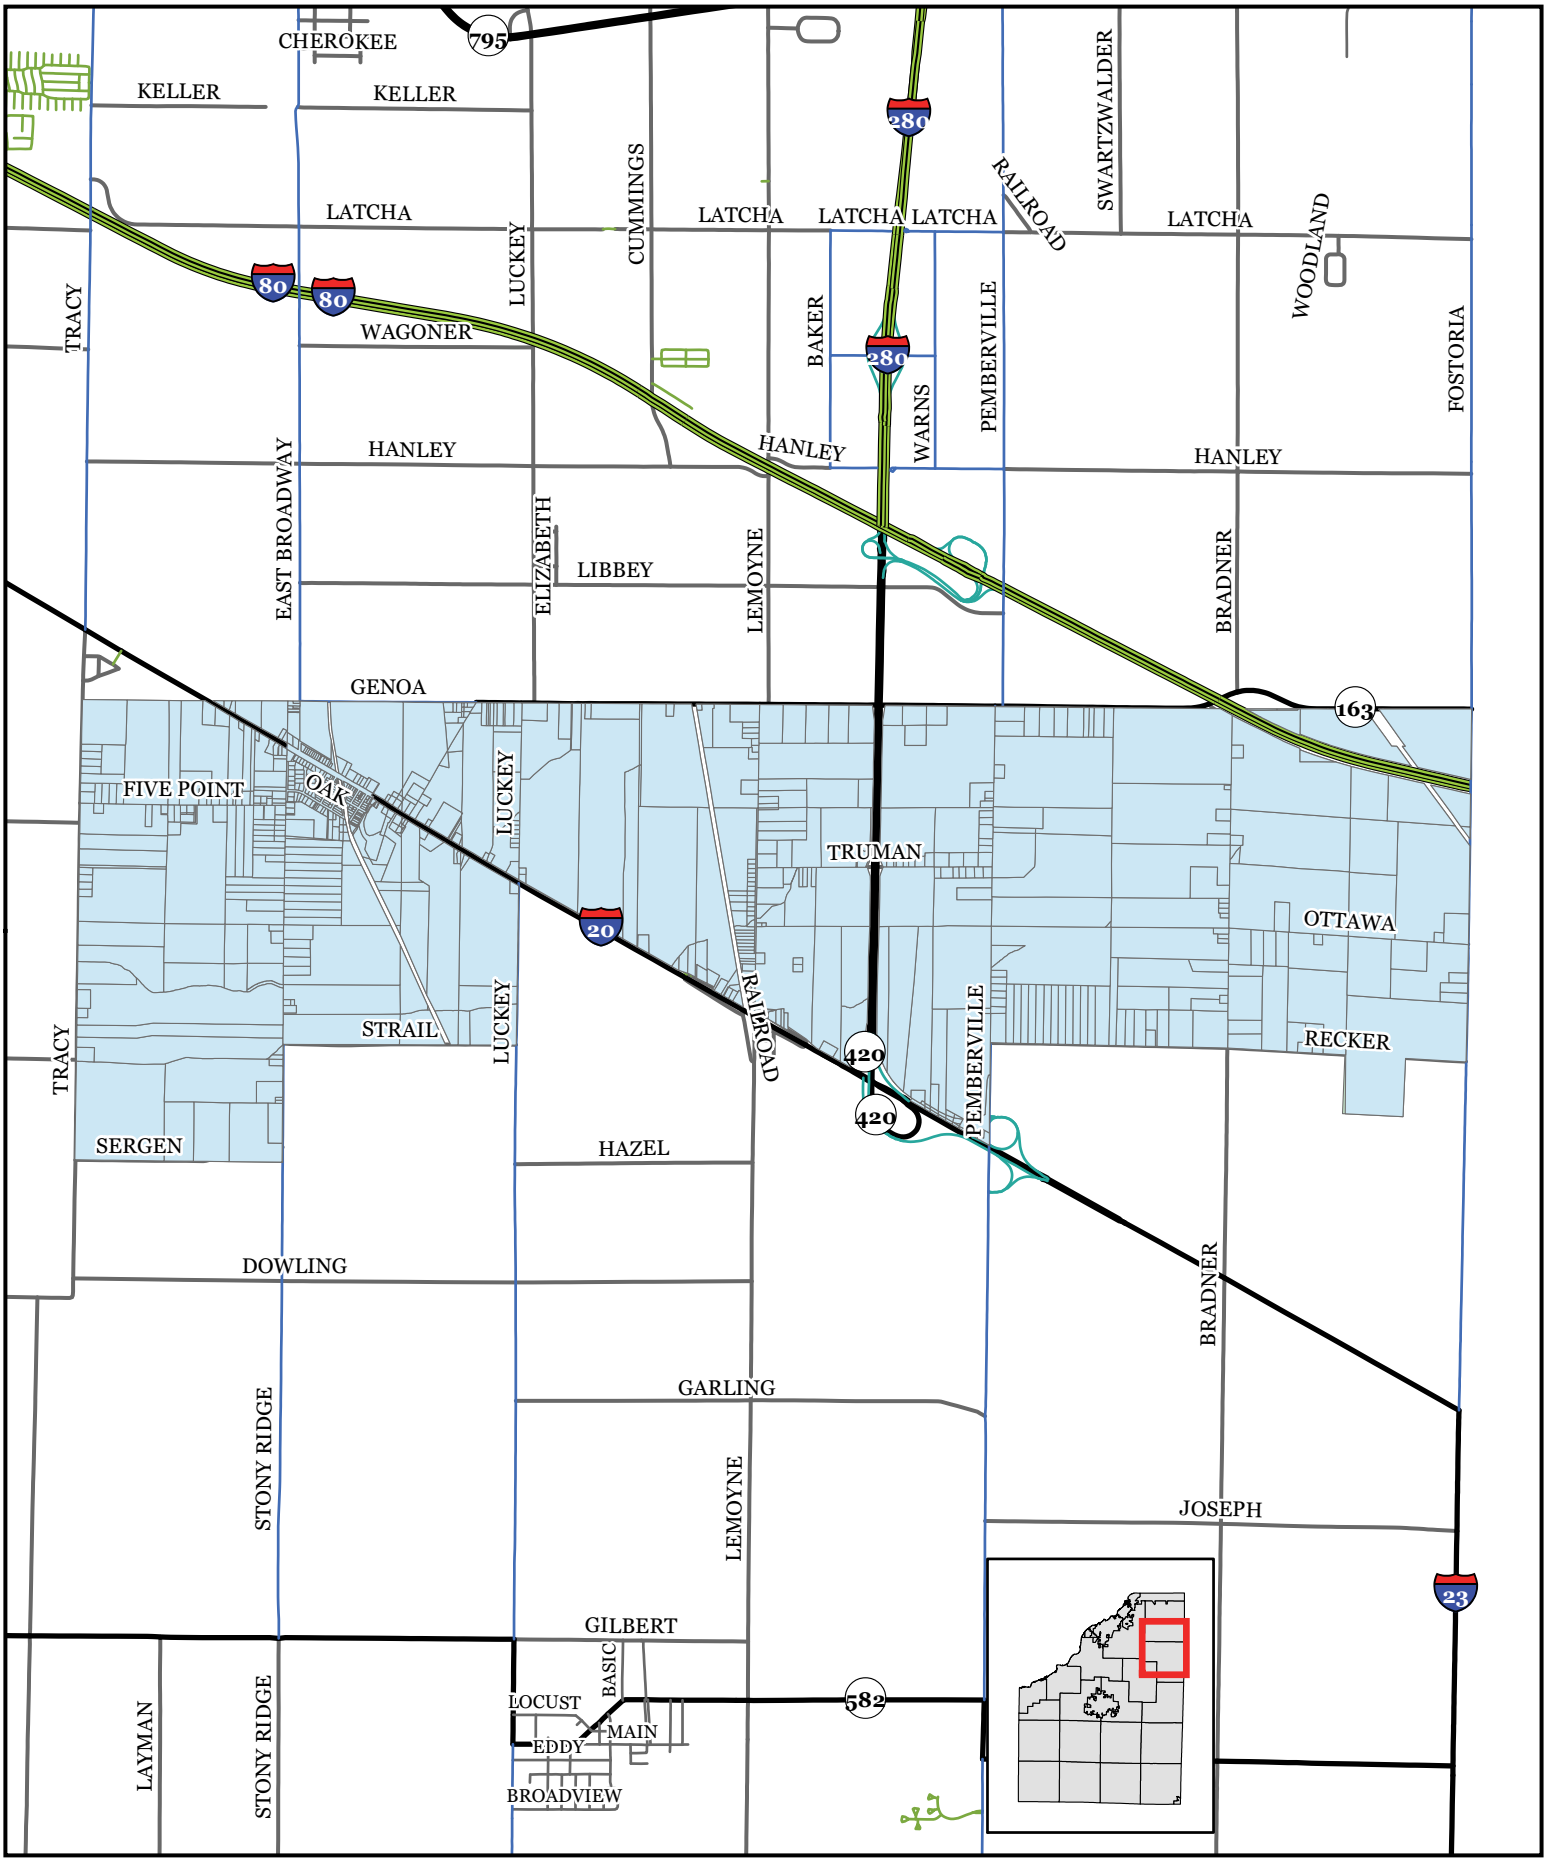 CHEROKEE
795
KELLER
KELLER
280
SWARTZWALDER
CUMMINGS
RAILROAD
LATCHA
LATCHA
LATCHA
LATCHA
LATCHA
LUCKEY
WOODLAND
80
80
TRACY
WAGONER
BAKER
280
PEMBERVILLE
FOSTORIA
WARNS
HANLEY
HANLEY
HANLEY
EAST BROADWAY
ELIZABETH
LIBBEY
LEMOYNE
BRADNER
GENOA
163
FIVE POINT
OAK
LUCKEY
TRUMAN
20
OTTAWA
LUCKEY
STRAIL
RAILROAD
PEMBERVILLE
TRACY
420
RECKER
420
SERGEN
HAZEL
DOWLING
BRADNER
GARLING
STONY RIDGE
LEMOYNE
JOSEPH
23
GILBERT
BASIC
LOCUST
582
MAIN
EDDY
LAYMAN
STONY RIDGE
BROADVIEW